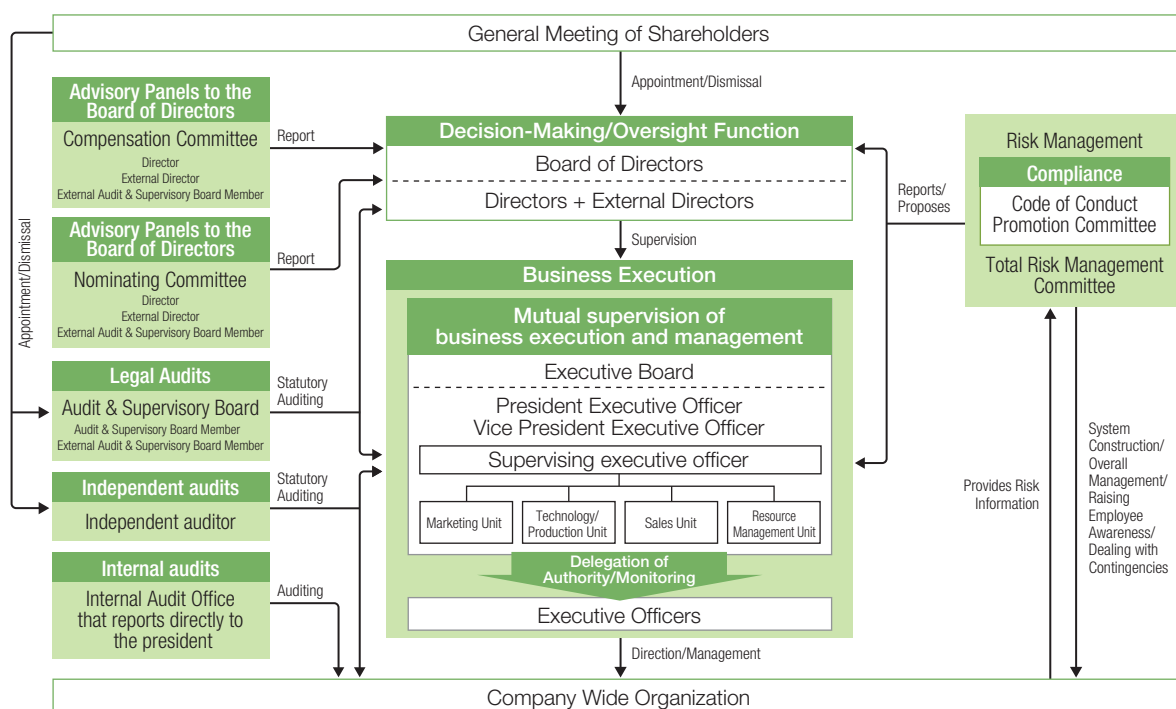 General Meeting of Shareholders
Appointment/Dismissal
Appointment/Dismissal
Advisory Panels to the
Board of Directors
Compensation Committee
Director
External Director
External Audit & Supervisory Board Member
Report
Advisory Panels to the
Board of Directors
Nominating Committee
Director
External Director
External Audit & Supervisory Board Member
Report
Legal Audits
Audit & Supervisory Board
Audit & Supervisory Board Member
External Audit & Supervisory Board Member
Statutory
Auditing
Independent audits
Independent auditor
Statutory
Auditing
Internal audits
Internal Audit Office
that reports directly to
the president
Auditing
Decision-Making/Oversight Function
Board of Directors
Directors + External Directors
Supervision
Business Execution
Mutual supervision of
business execution and management
Executive Board
President Executive Officer
Vice President Executive Officer
Supervising executive officer
Marketing Unit
Technology/
Production Unit
Sales Unit
Resource
Management Unit
Delegation of
Authority/Monitoring
Executive Officers
Direction/Management
Reports/
Proposes
Risk Management
Compliance
Code of Conduct
Promotion Committee
Total Risk Management
Committee
Provides Risk
Information
System
Construction/
Overall
Management/
Raising
Employee
Awareness/
Dealing with
Contingencies
Company Wide Organization